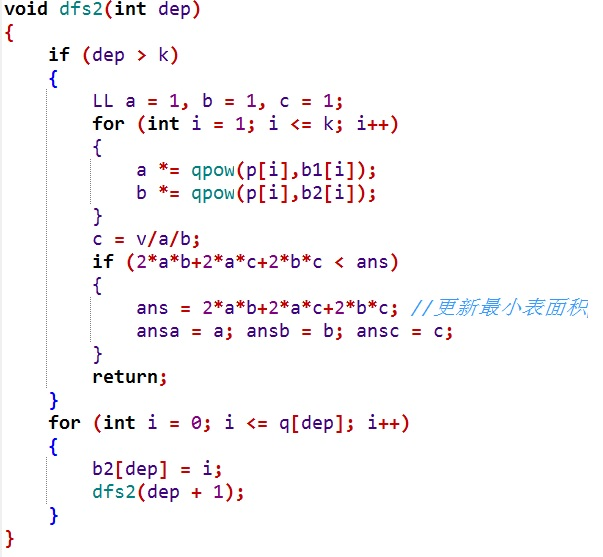 void dfs2(int dep)
{
    if (dep > k)
    {
        LL a = 1, b = 1, c = 1;
        for (int i = 1; i <= k; i++)
        {
            a *= qpow(p[i],b1[i]);
            b *= qpow(p[i],b2[i]);
        }
        c = v/a/b;
        if (2*a*b+2*a*c+2*b*c < ans)
        {
            ans = 2*a*b+2*a*c+2*b*c; //更新最小表面积
            ansa = a; ansb = b; ansc = c;
        }
        return;
    }
    for (int i = 0; i <= q[dep]; i++)
    {
        b2[dep] = i;
        dfs2(dep + 1);
    }
}